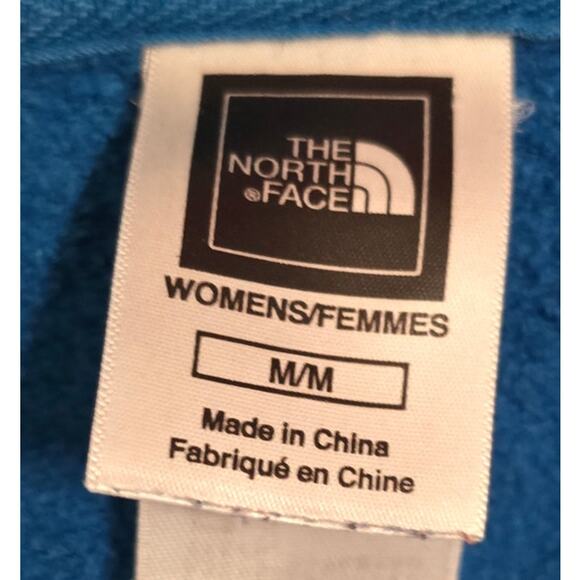 THE
NORTH
®FACE
WOMENS/FEMMES
M/M
Made in China
Fabriqué en Chine